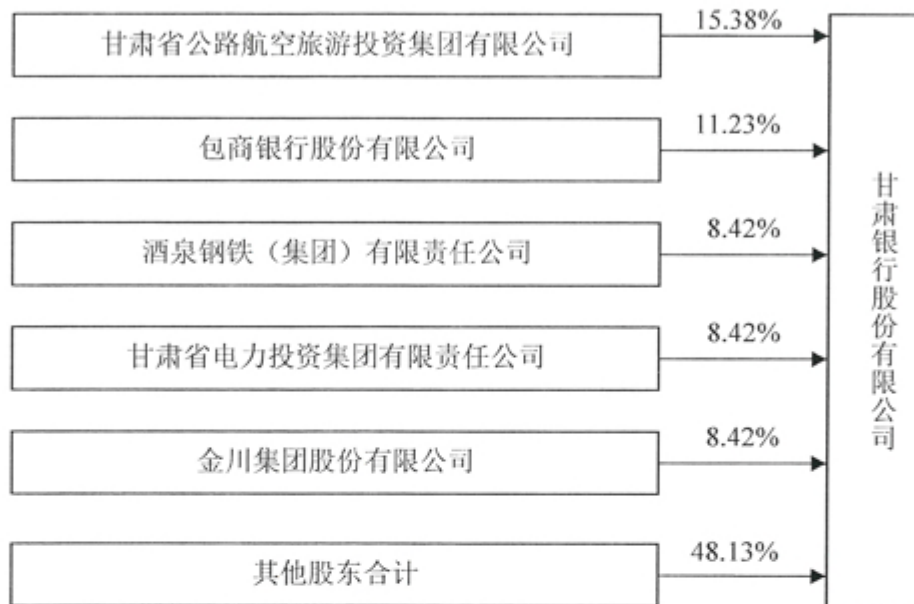 甘肃省公路航空旅游投资集团有限公司
15.38%
包商银行股份有限公司
11.23%
酒泉钢铁（集团）有限责任公司
8.42%
甘肃省电力投资集团有限责任公司
8.42%
金川集团股份有限公司
8.42%
其他股东合计
48.13%
甘肃银行股份有限公司